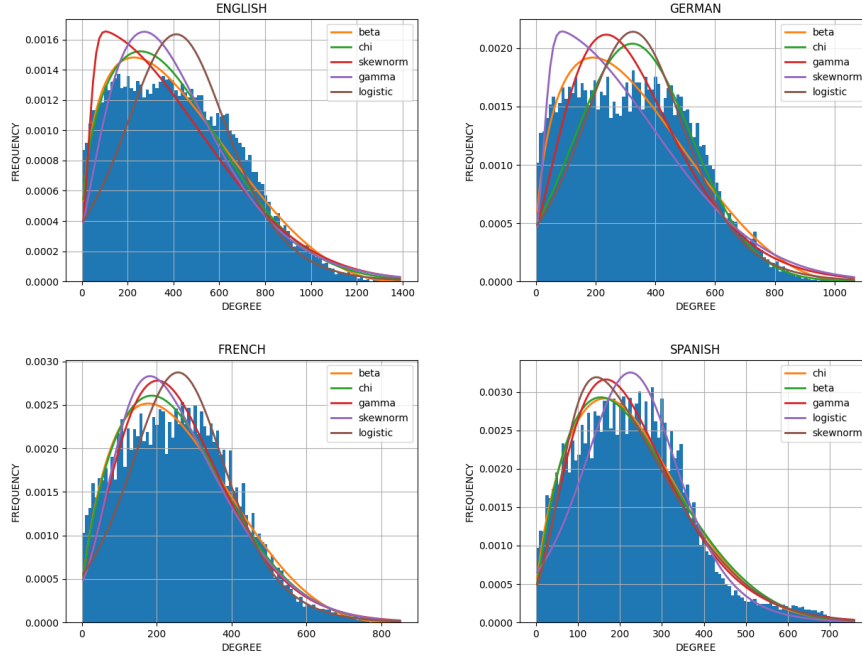 ENGLISH
0.0016
0.0014
0.0012
0.0010
0.0008
0.0006
0.0004
0.0002
0.0000
FREQUENCY
0 200 400 600 800 1000 1200 1400
DEGREE
beta
chi
skewnorm
gamma
logistic
GERMAN
0.0020
0.0015
0.0010
0.0005
0.0000
FREQUENCY
0 200 400 600 800 1000
DEGREE
beta
chi
gamma
skewnorm
logistic
FRENCH
0.0030
0.0025
0.0020
0.0015
0.0010
0.0005
0.0000
FREQUENCY
0 200 400 600 800
DEGREE
beta
chi
gamma
skewnorm
logistic
SPANISH
0.0030
0.0025
0.0020
0.0015
0.0010
0.0005
0.0000
FREQUENCY
0 100 200 300 400 500 600 700
DEGREE
chi
beta
gamma
logistic
skewnorm